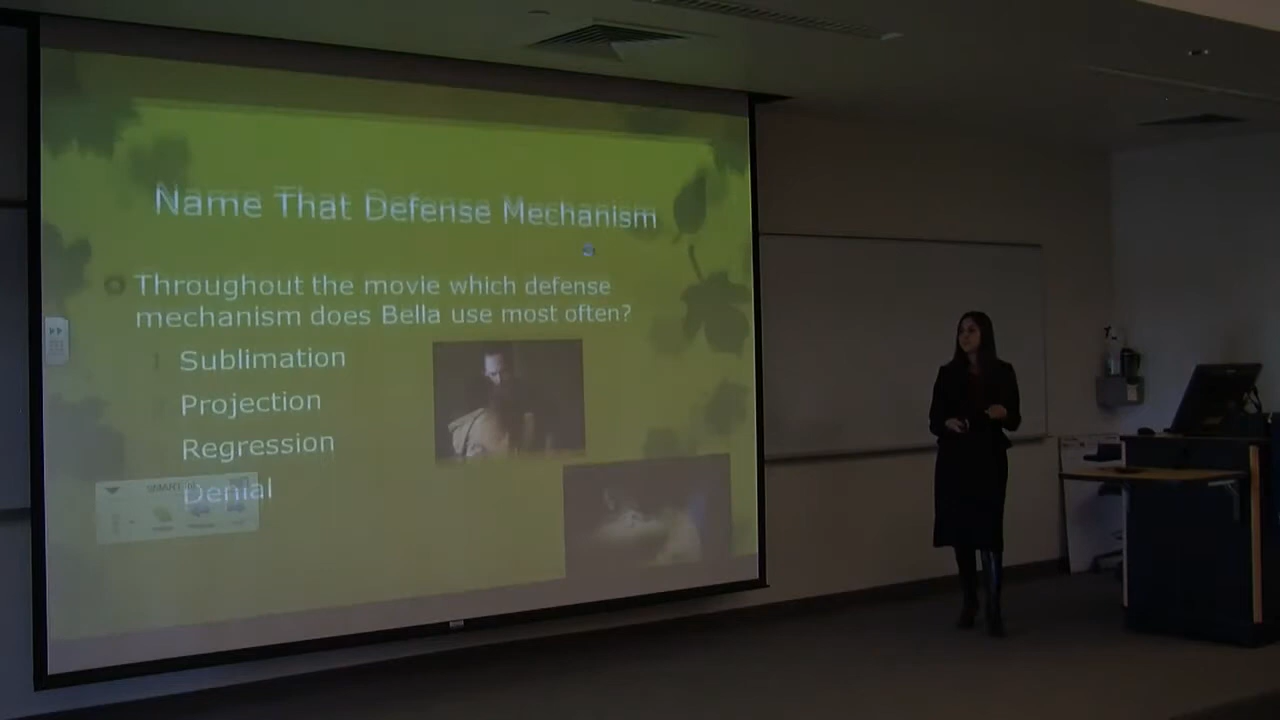 Name That Defense Mechanism
Throughout the movie which defense
mechanism does Bella use most often?
Sublimation
Projection
Regression
Denial